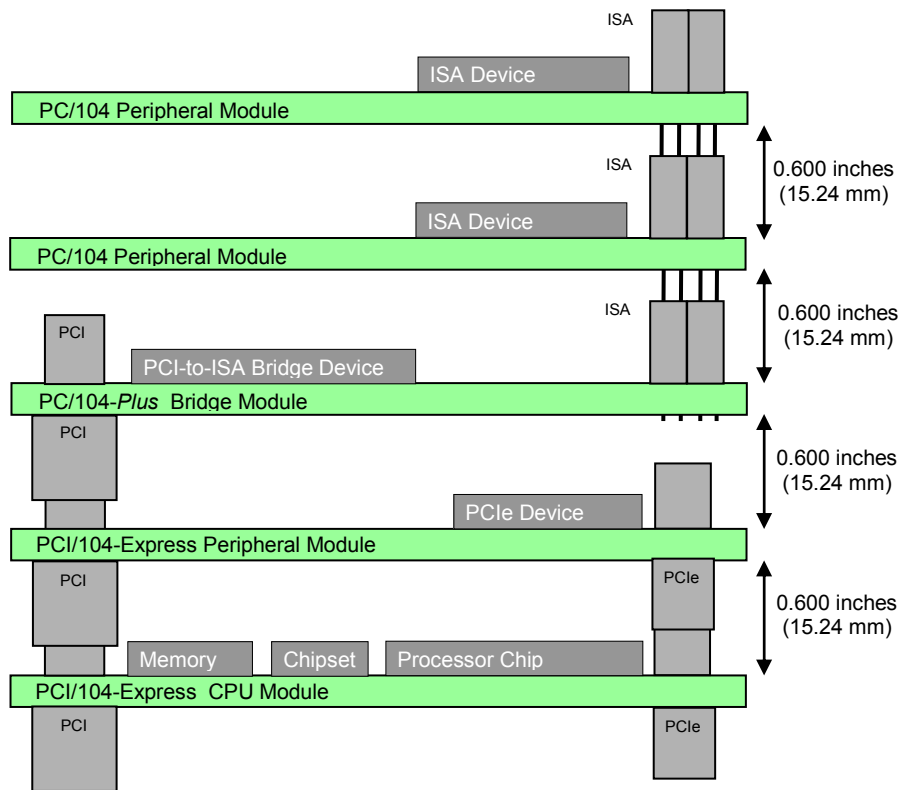 ISA
ISA Device
PC/104 Peripheral Module
ISA
0.600 inches
(15.24 mm)
ISA Device
PC/104 Peripheral Module
ISA
0.600 inches
(15.24 mm)
PCI
PCI-to-ISA Bridge Device
PC/104-Plus Bridge Module
PCI
0.600 inches
(15.24 mm)
PCIe Device
PCI/104-Express Peripheral Module
PCI
PCIe
0.600 inches
(15.24 mm)
Memory
Chipset
Processor Chip
PCI/104-Express CPU Module
PCI
PCIe